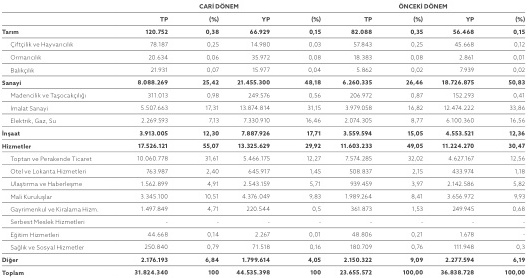 CARİ DÖNEM ÖNCEKİ DÖNEM
TP (%) YP (%) TP (%) YP (%)
Tarım 120.752 0,38 66.929 0,15 82.088 0,35 56.468 0,15
Çiftçilik ve Hayvancılık 78.187 0,25 14.980 0,03 57.843 0,25 45.668 0,12
Ormancılık 20.634 0,06 35.972 0,08 18.383 0,08 2.861 0,01
Balıkçılık 21.931 0,07 15.977 0,04 5.862 0,02 7.939 0,02
Sanayi 8.088.269 25,42 21.455.300 48,18 6.260.335 26,46 18.726.875 50,83
Madencilik ve Taşocakçılığı 311.013 0,98 249.576 0,56 206.972 0,87 152.293 0,41
İmalat Sanayi 5.507.663 17,31 13.874.814 31,15 3.979.058 16,82 12.474.222 33,86
Elektrik, Gaz, Su 2.269.593 7,13 7.330.910 16,46 2.074.305 8,77 6.100.360 16,56
İnşaat 3.913.005 12,30 7.887.926 17,71 3.559.594 15,05 4.553.521 12,36
Hizmetler 17.526.121 55,07 13.325.629 29,92 11.603.233 49,05 11.224.270 30,47
Toptan ve Perakende Ticaret 10.060.778 31,61 5.466.175 12,27 7.574.285 32,02 4.627.167 12,56
Otel ve Lokanta Hizmetleri 763.987 2,40 645.917 1,45 508.837 2,15 433.974 1,18
Ulaştırma ve Haberleşme 1.562.899 4,91 2.543.159 5,71 939.459 3,97 2.142.586 5,82
Mali Kuruluşlar 3.345.100 10,51 4.376.049 9,83 1.989.264 8,41 3.656.972 9,93
Gayrimenkul ve Kiralama Hizm. 1.497.849 4,71 220.544 0,5 361.873 1,53 249.945 0,68
Serbest Meslek Hizmetleri - - - - - - - -
Eğitim Hizmetleri 44.668 0,14 2.267 0,01 48.806 0,21 1.678 -
Sağlık ve Sosyal Hizmetler 250.840 0,79 71.518 0,16 180.709 0,76 111.948 0,3
Diğer 2.176.193 6,84 1.799.614 4,05 2.150.322 9,09 2.277.594 6,19
Toplam 31.824.340 100 44.535.398 100 23.655.572 100,00 36.838.728 100,00